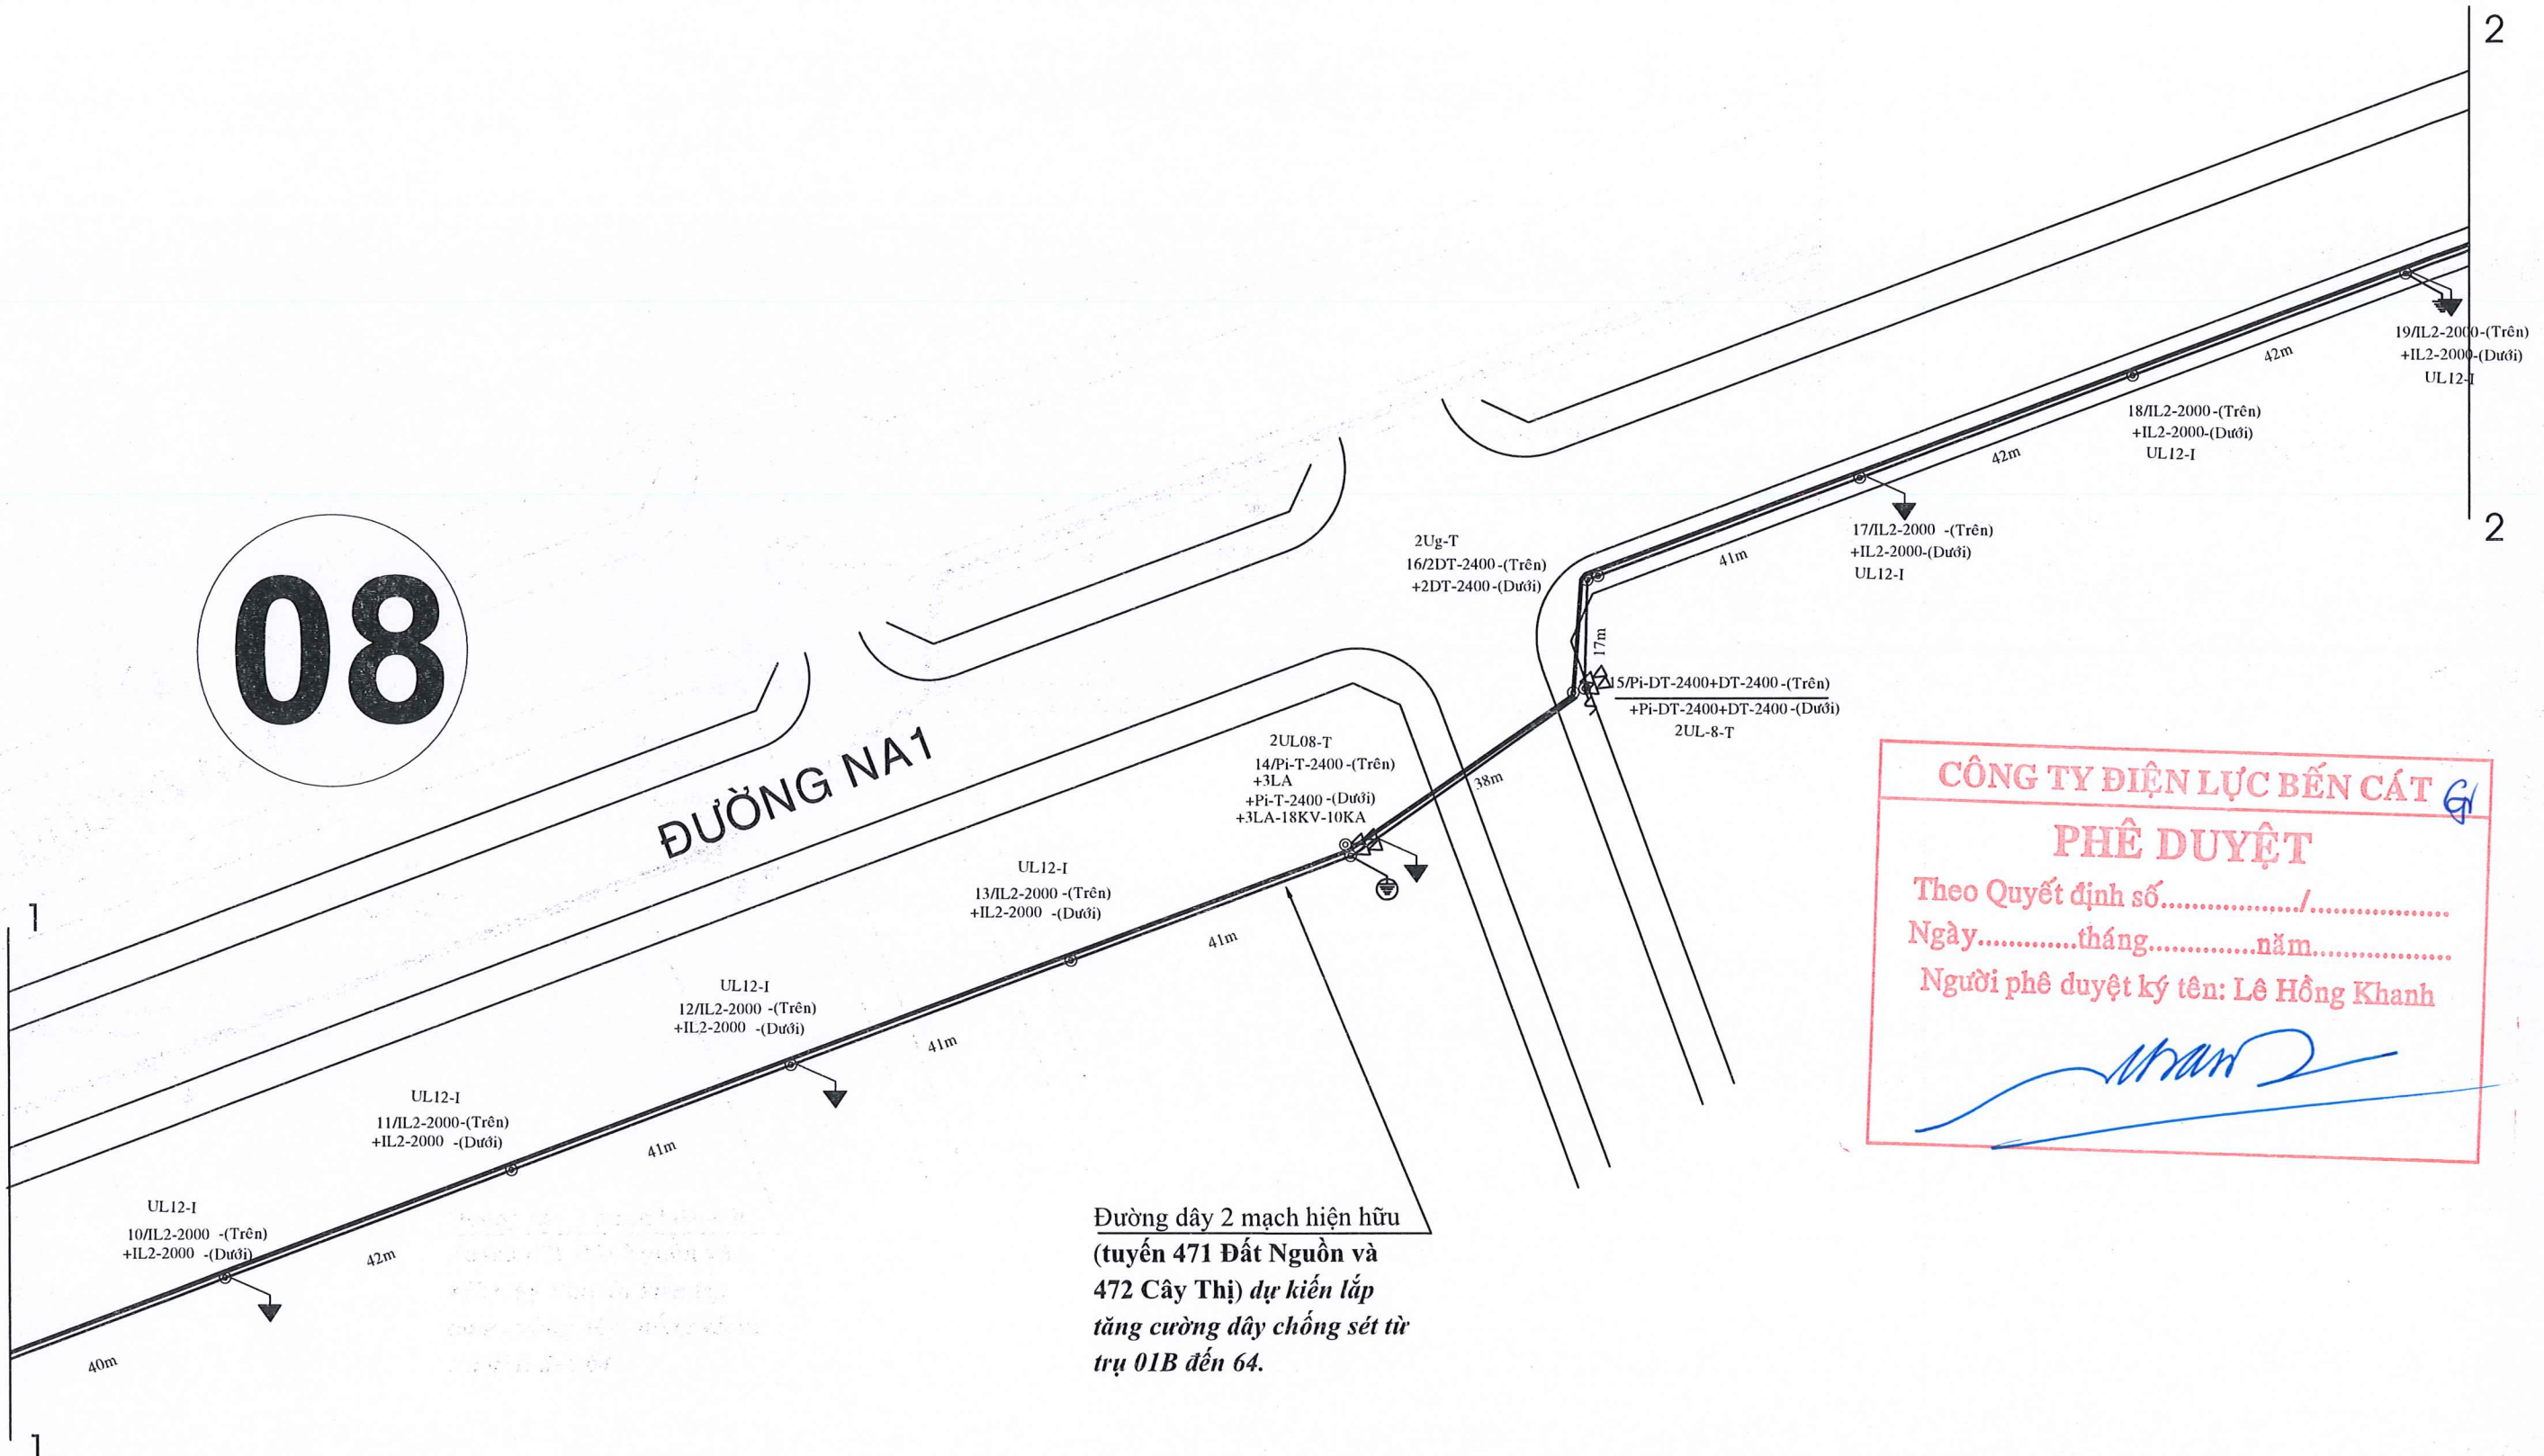 2
2
19/IL2-2000-(Trên)
+IL2-2000-(Dưới)
UL12-I
42m
18/IL2-2000-(Trên)
+IL2-2000-(Dưới)
UL12-I
42m
17/IL2-2000 -(Trên)
+IL2-2000-(Dưới)
UL12-I
41m
2Ug-T
16/2DT-2400-(Trên)
+2DT-2400-(Dưới)
17m
15/Pi-DT-2400+DT-2400-(Trên)
+Pi-DT-2400+DT-2400-(Dưới)
2UL-8-T
08
ĐƯỜNG NA1
2UL08-T
14/Pi-T-2400-(Trên)
+3LA
+Pi-T-2400-(Dưới)
+3LA-18KV-10KA
38m
UL12-I
13/IL2-2000 -(Trên)
+IL2-2000 -(Dưới)
41m
UL12-I
12/IL2-2000 -(Trên)
+IL2-2000 -(Dưới)
41m
UL12-I
11/IL2-2000-(Trên)
+IL2-2000 -(Dưới)
41m
UL12-I
10/IL2-2000 -(Trên)
+IL2-2000 -(Dưới)
42m
40m
1
1
Đường dây 2 mạch hiện hữu
(tuyến 471 Đất Nguồn và
472 Cây Thị) dự kiến lắp
tăng cường dây chống sét từ
trụ 01B đến 64.
CÔNG TY ĐIỆN LỰC BẾN CÁT
PHÊ DUYỆT
Theo Quyết định số................./.................
Ngày.............tháng..............năm.................
Người phê duyệt ký tên: Lê Hồng Khanh